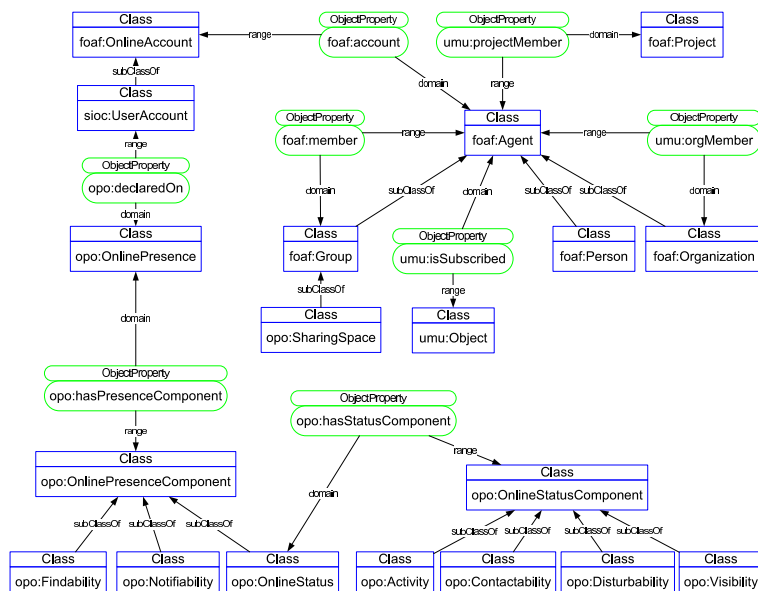 Class
foaf:OnlineAccount
range
ObjectProperty
foaf:account
ObjectProperty
umu:projectMember
domain
Class
foaf:Project
subClassOf
domain
range
Class
sioc:UserAccount
range
ObjectProperty
foaf:member
range
Class
foaf:Agent
range
ObjectProperty
umu:orgMember
ObjectProperty
opo:declaredOn
domain
domain
subClassOf
domain
subClassOf
subClassOf
domain
Class
opo:OnlinePresence
Class
foaf:Group
ObjectProperty
umu:isSubscribed
Class
foaf:Person
Class
foaf:Organization
subClassOf
range
domain
Class
opo:SharingSpace
Class
umu:Object
ObjectProperty
opo:hasPresenceComponent
ObjectProperty
opo:hasStatusComponent
range
range
Class
opo:OnlinePresenceComponent
domain
Class
opo:OnlineStatusComponent
subClassOf
subClassOf
subClassOf
subClassOf
subClassOf
subClassOf
subClassOf
Class
opo:Findability
Class
opo:Notifiability
Class
opo:OnlineStatus
Class
opo:Activity
Class
opo:Contactability
Class
opo:Disturbability
Class
opo:Visibility